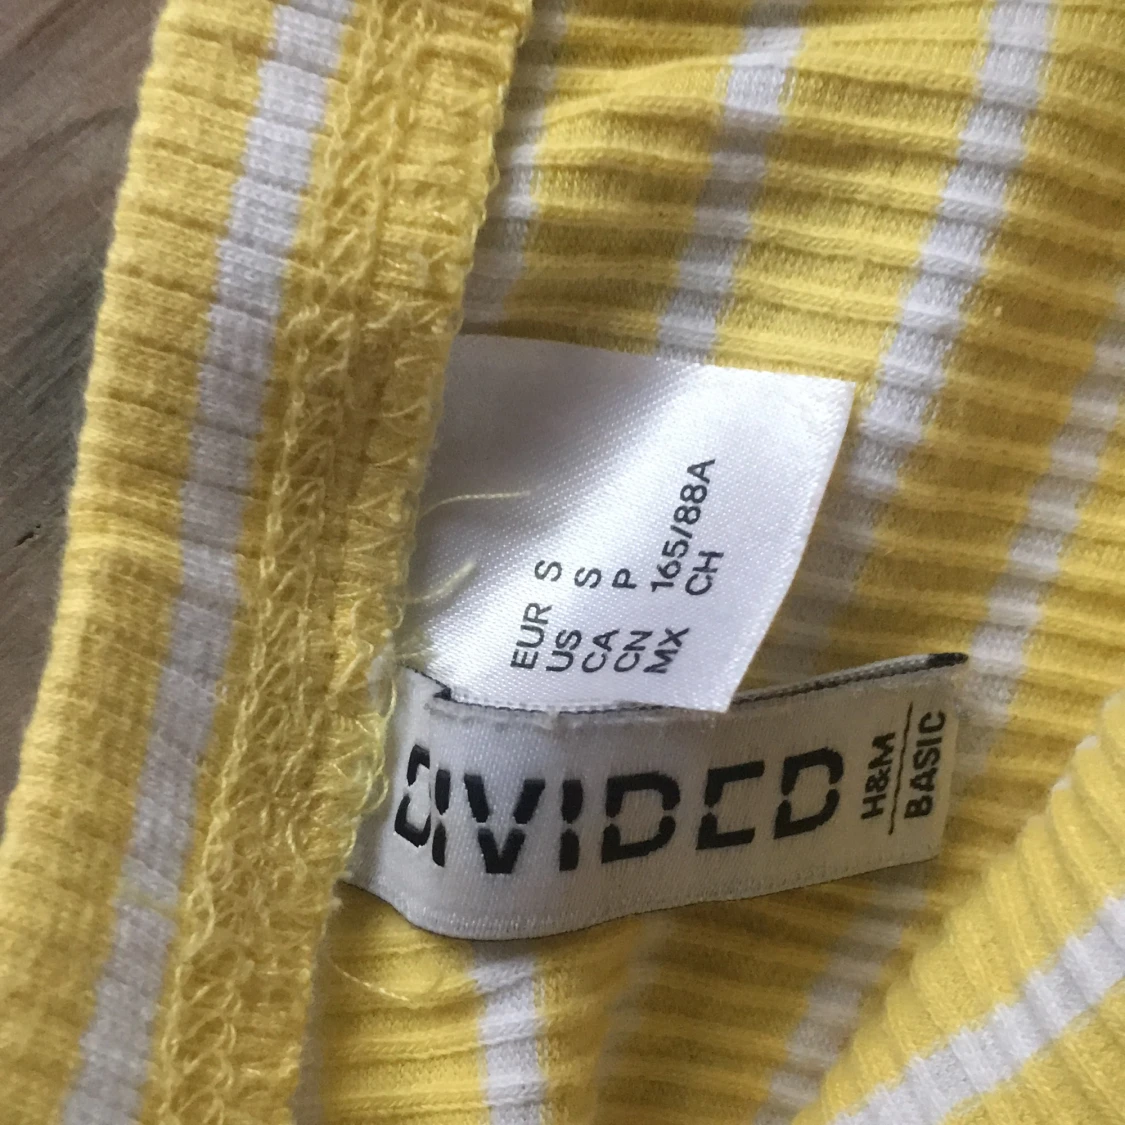 EUR S
US S
CA P
CN 165/88A
MX CH
DIVIDED
H&M
BASIC